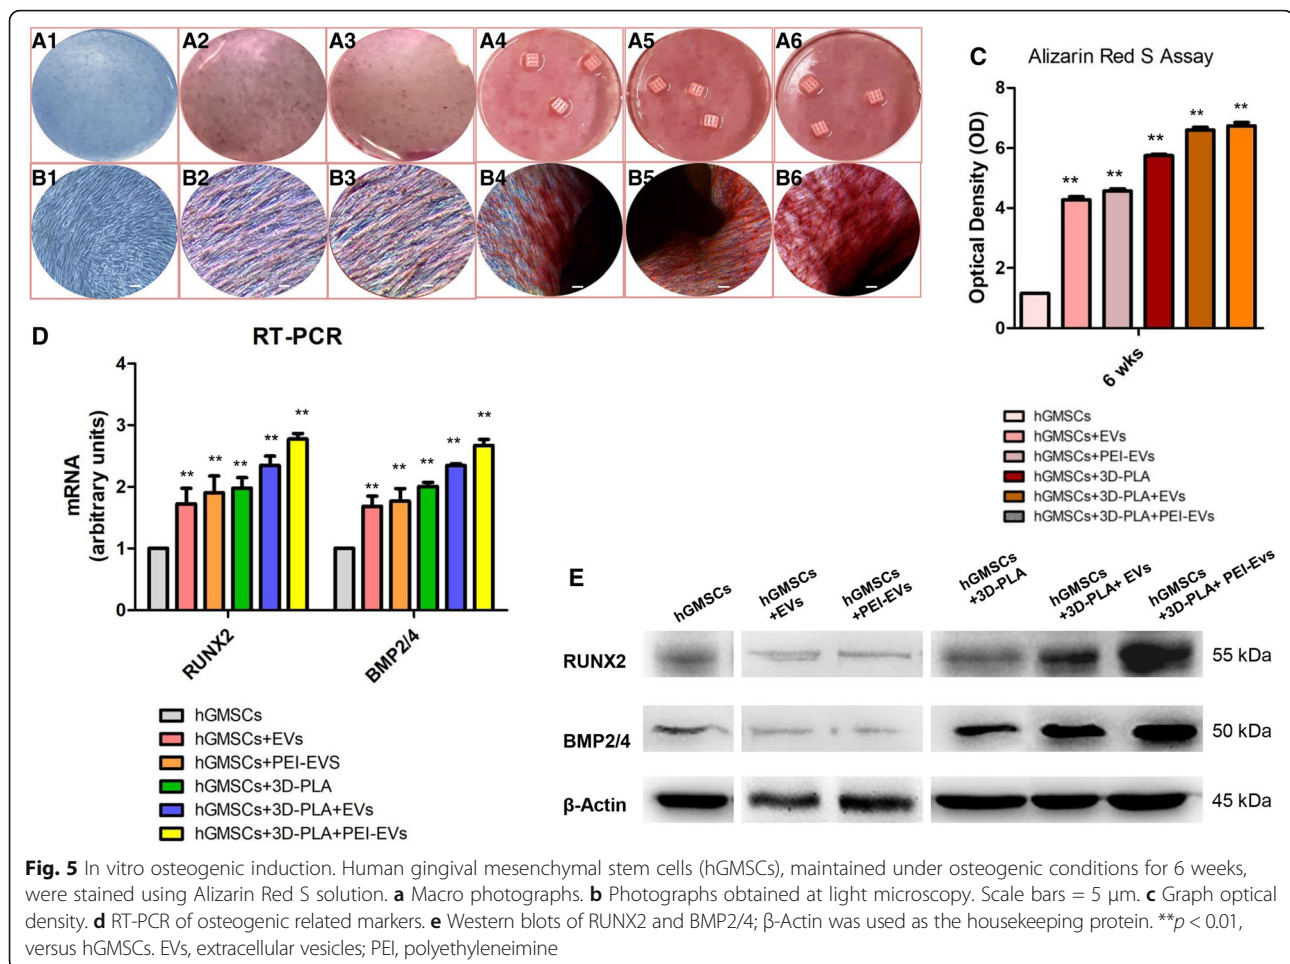 A1 A2 A3 A4 A5 A6
B1 B2 B3 B4 B5 B6
C Alizarin Red S Assay
Optical Density (OD)
8
6
4
2
0
** ** ** ** **
6 wks
hGMSCs
hGMSCs+EVs
hGMSCs+PEI-EVs
hGMSCs+3D-PLA
hGMSCs+3D-PLA+EVs
hGMSCs+3D-PLA+PEI-EVs
D RT-PCR
mRNA
(arbitrary units)
4
3
2
1
0
** ** ** ** **
** ** ** ** **
RUNX2 BMP2/4
hGMSCs
hGMSCs+EVs
hGMSCs+PEI-EVS
hGMSCs+3D-PLA
hGMSCs+3D-PLA+EVs
hGMSCs+3D-PLA+PEI-EVs
E
hGMSCs
hGMSCs
+EVs
hGMSCs
+PEI-EVs
hGMSCs
+3D-PLA
hGMSCs
+3D-PLA+ EVs
hGMSCs
+3D-PLA+ PEI-Evs
RUNX2 55 kDa
BMP2/4 50 kDa
β-Actin 45 kDa
Fig. 5 In vitro osteogenic induction. Human gingival mesenchymal stem cells (hGMSCs), maintained under osteogenic conditions for 6 weeks,
were stained using Alizarin Red S solution. a Macro photographs. b Photographs obtained at light microscopy. Scale bars = 5 μm. c Graph optical
density. d RT-PCR of osteogenic related markers. e Western blots of RUNX2 and BMP2/4; β-Actin was used as the housekeeping protein. **p < 0.01,
versus hGMSCs. EVs, extracellular vesicles; PEI, polyethyleneimine